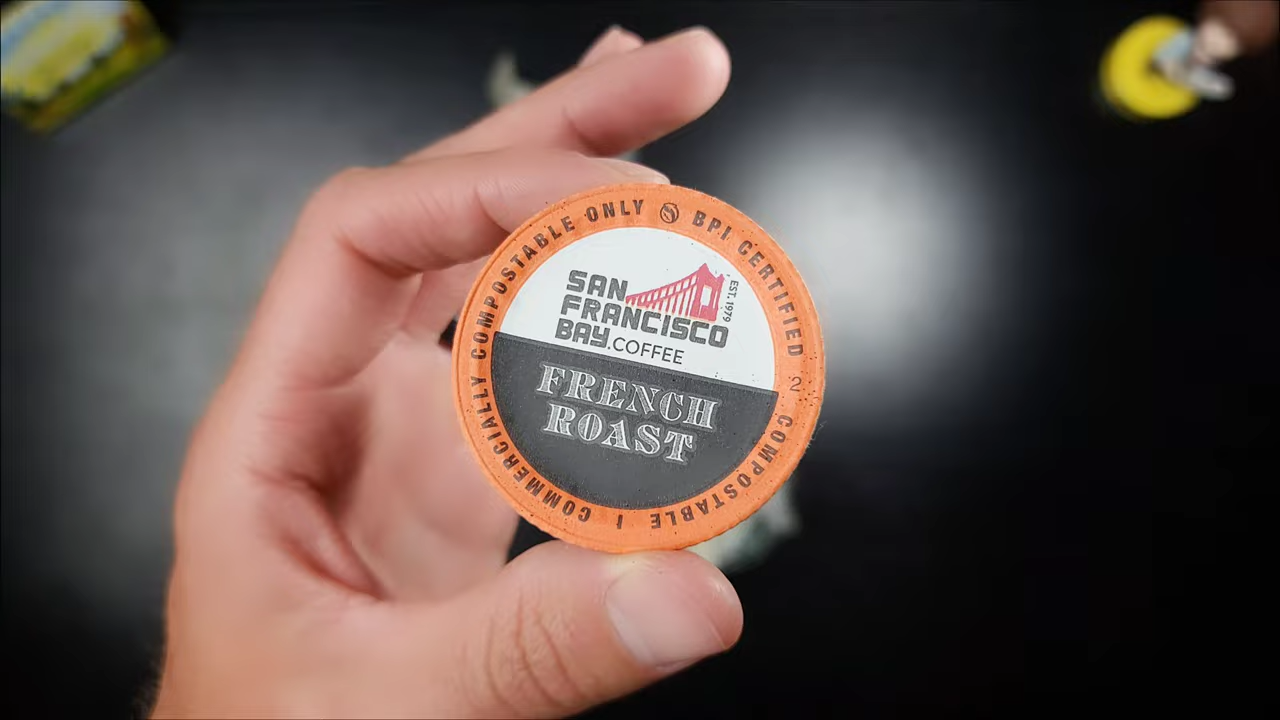 COMMERCIALLY COMPOSTABLE ONLY
BPI CERTIFIED
2
COMPOSTABLE |
SAN
FRANCISCO
BAY.COFFEE
EST. 1979
FRENCH
ROAST